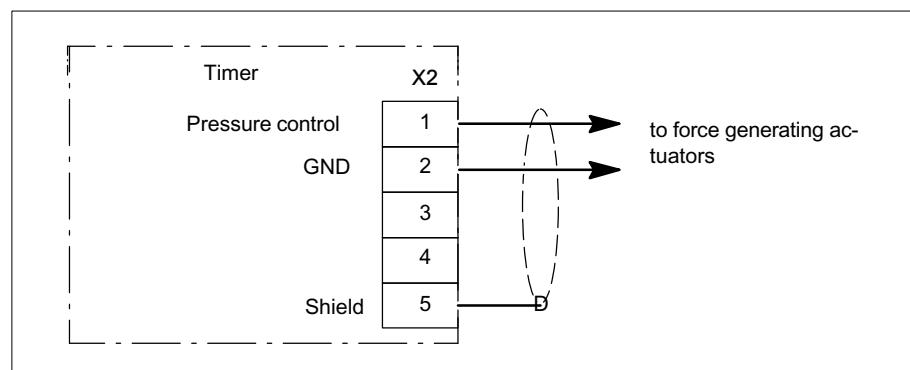 Timer
X2
Pressure control
1
to force generating ac-
tuators
GND
2
3
4
Shield
5
D